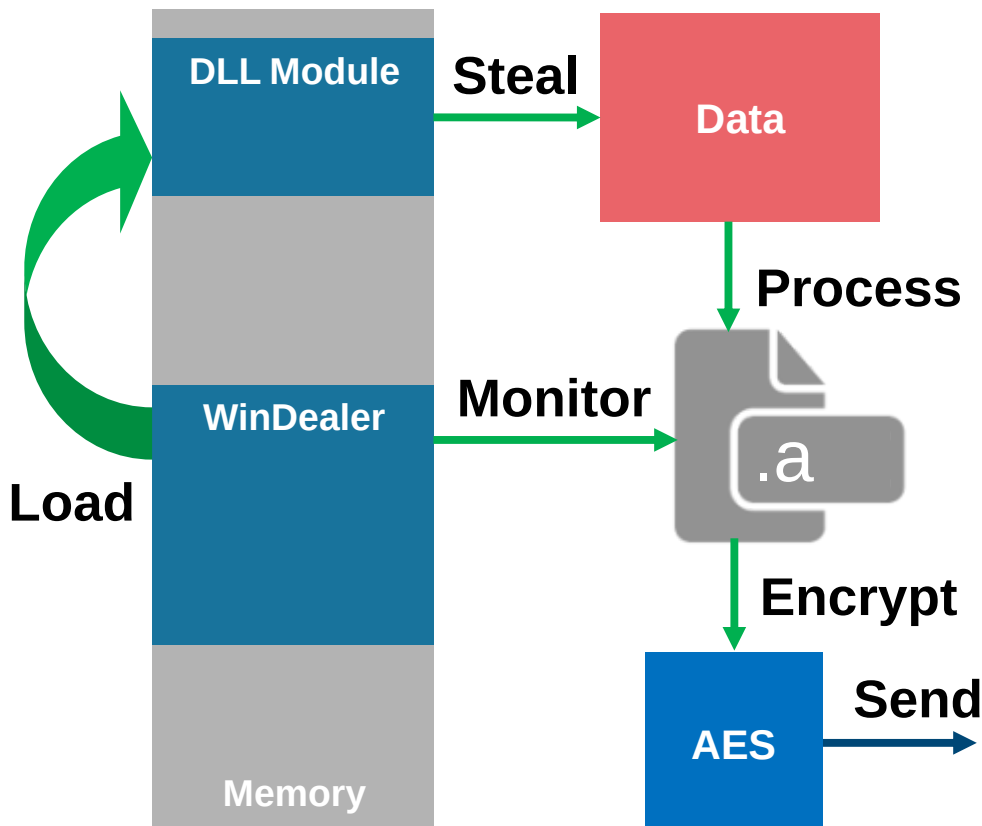 DLL Module
Steal
Data
Process
WinDealer
Monitor
.a
Load
Encrypt
Send
AES
Memory